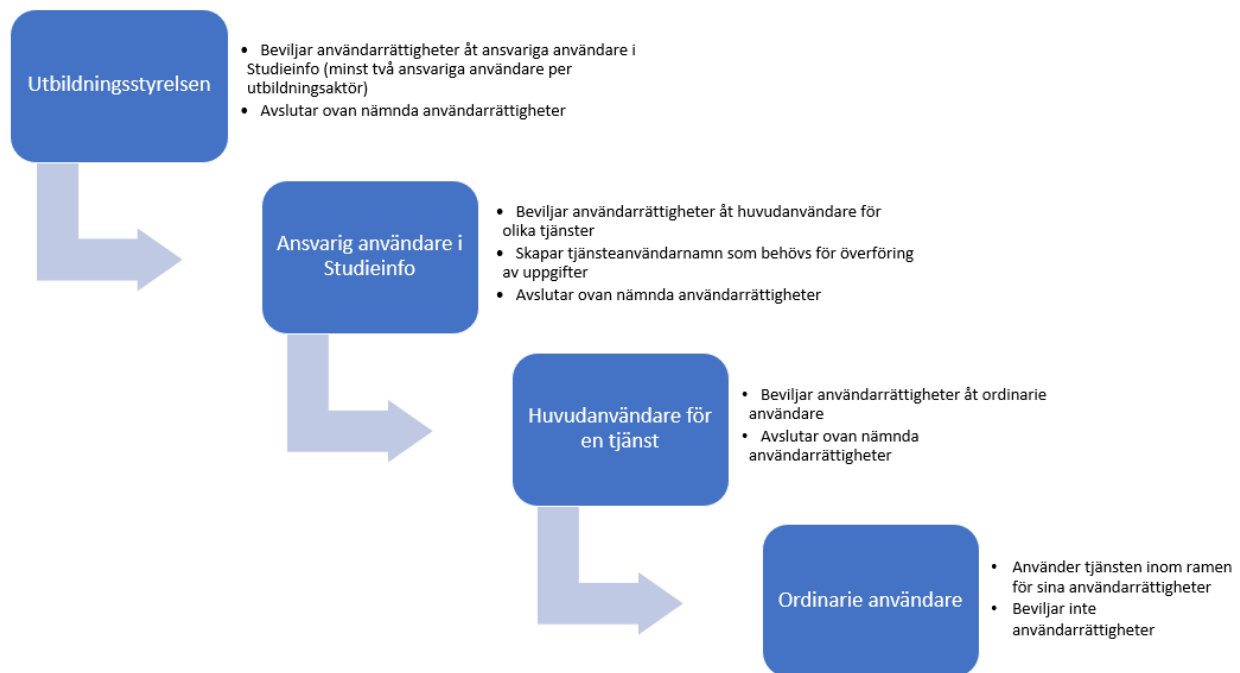 Utbildningsstyrelsen
• Beviljar användarrättigheter åt ansvariga användare i
Studieinfo (minst två ansvariga användare per
utbildningsaktör)
• Avslutar ovan nämnda användarrättigheter
Ansvarig användare i
Studieinfo
• Beviljar användarrättigheter åt huvudanvändare för
olika tjänster
• Skapar tjänsteanvändarnamn som behövs för överföring
av uppgifter
• Avslutar ovan nämnda användarrättigheter
Huvudanvändare för
en tjänst
• Beviljar användarrättigheter åt ordinarie
användare
• Avslutar ovan nämnda
användarrättigheter
Ordinarie användare
• Använder tjänsten inom ramen
för sina användarrättigheter
• Beviljar inte
användarrättigheter